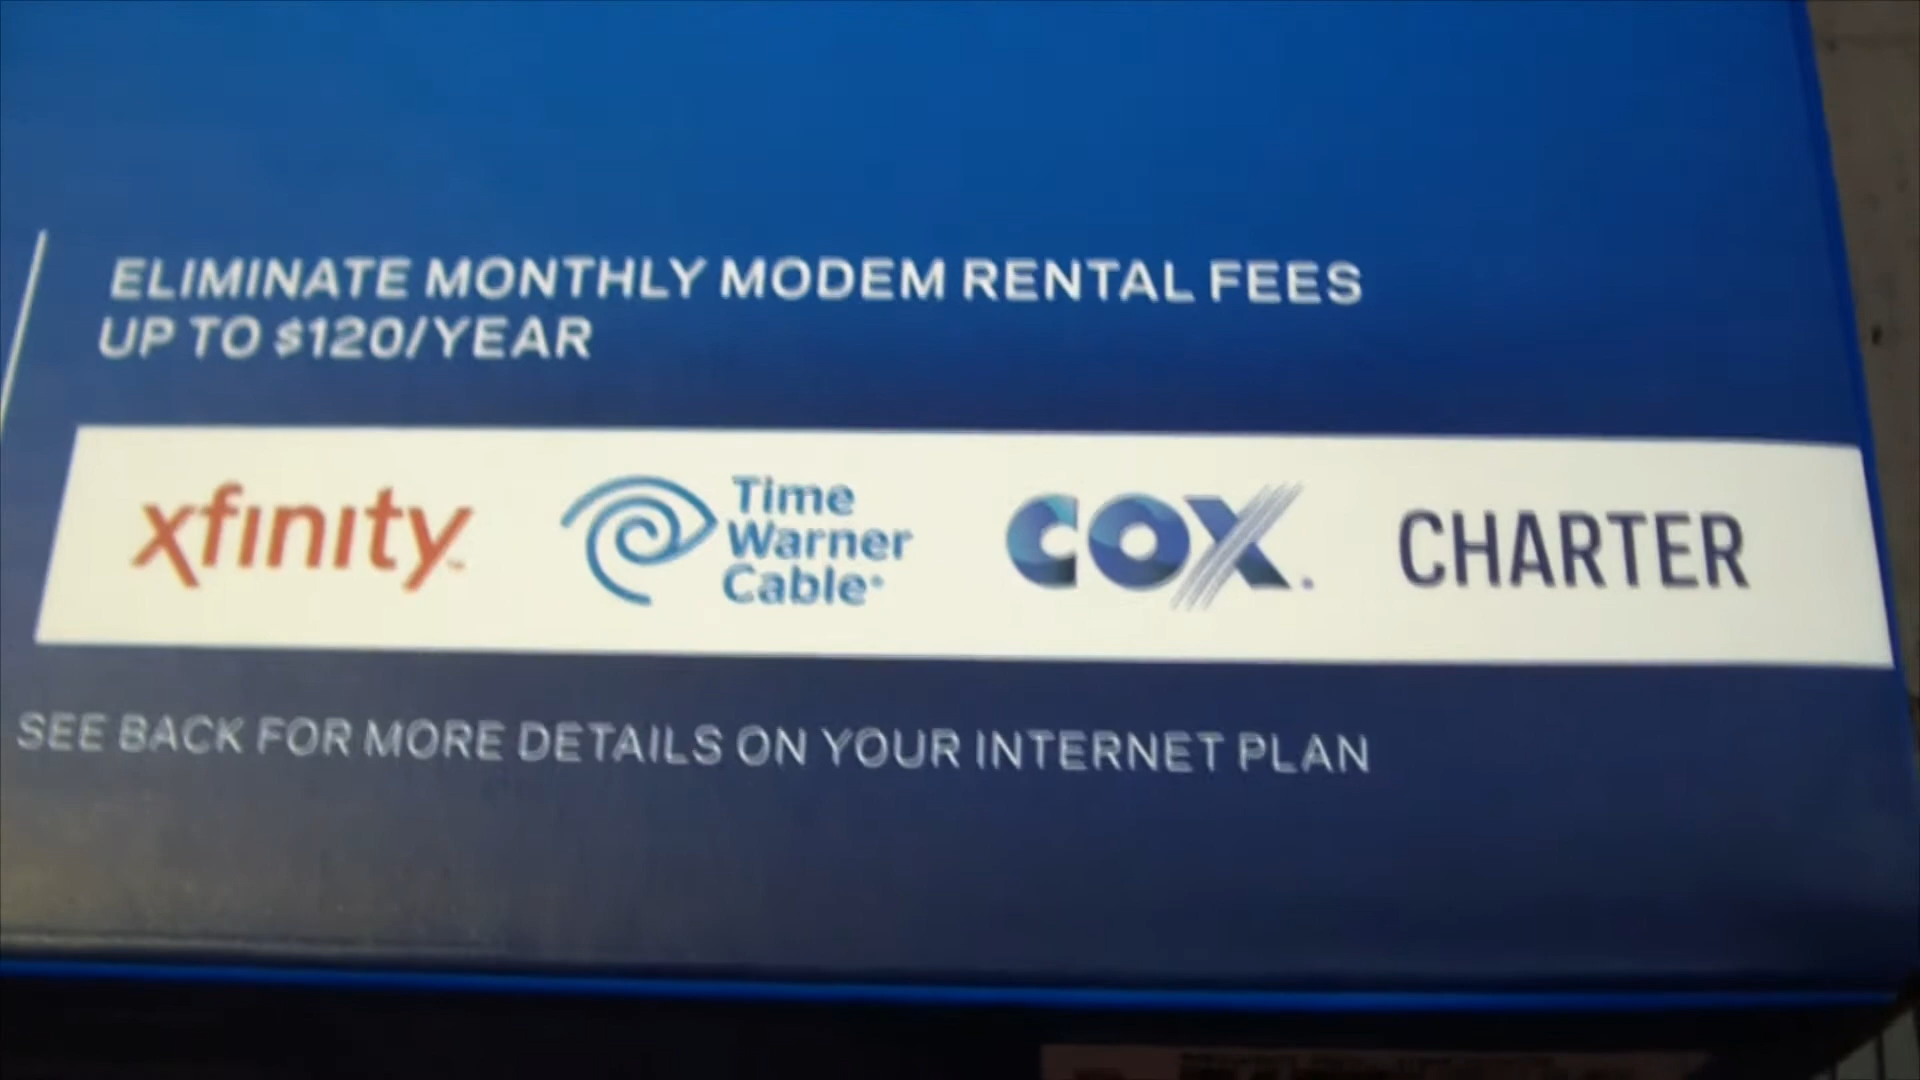 ELIMINATE MONTHLY MODEM RENTAL FEES
UP TO $120/YEAR
xfinity™
Time
Warner
Cable®
COX.
CHARTER
SEE BACK FOR MORE DETAILS ON YOUR INTERNET PLAN